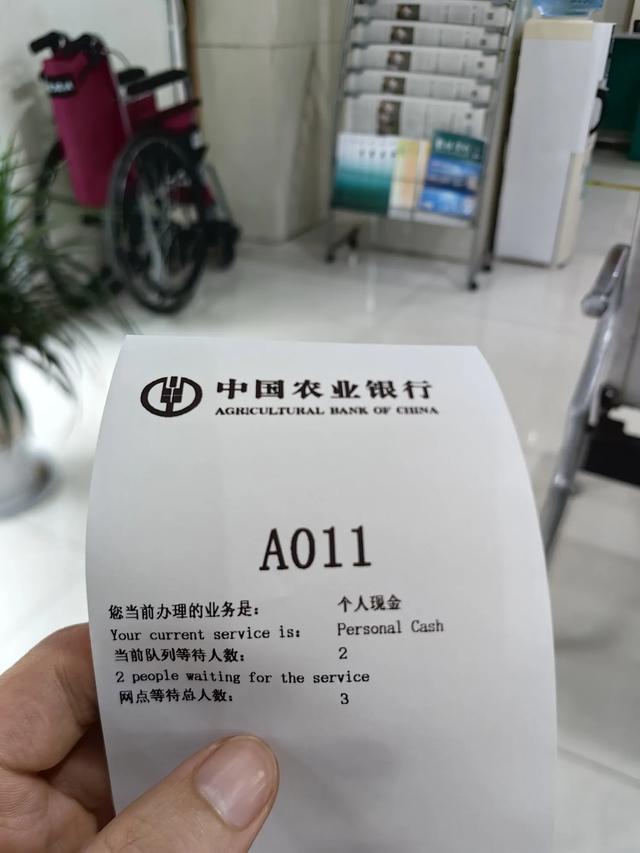 中国农业银行
AGRICULTURAL BANK OF CHINA
A011
您当前办理的业务是: 个人现金
Your current service is: Personal Cash
当前队列等待人数: 2
2 people waiting for the service
网点等待总人数: 3